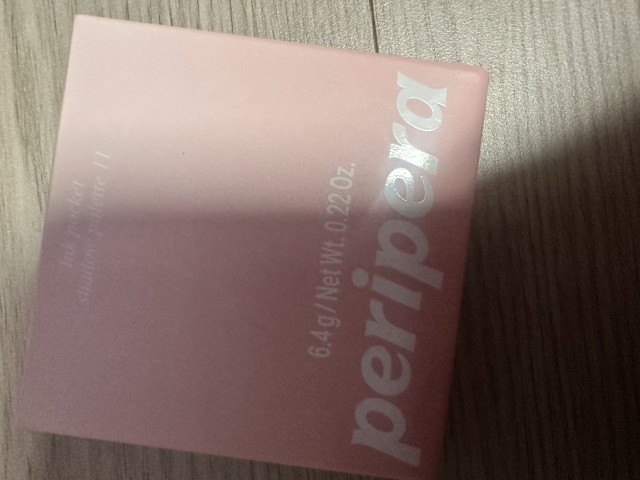 Ink pocket
shadow palette 11
6.4 g / Net Wt. 0.22 Oz.
peripera